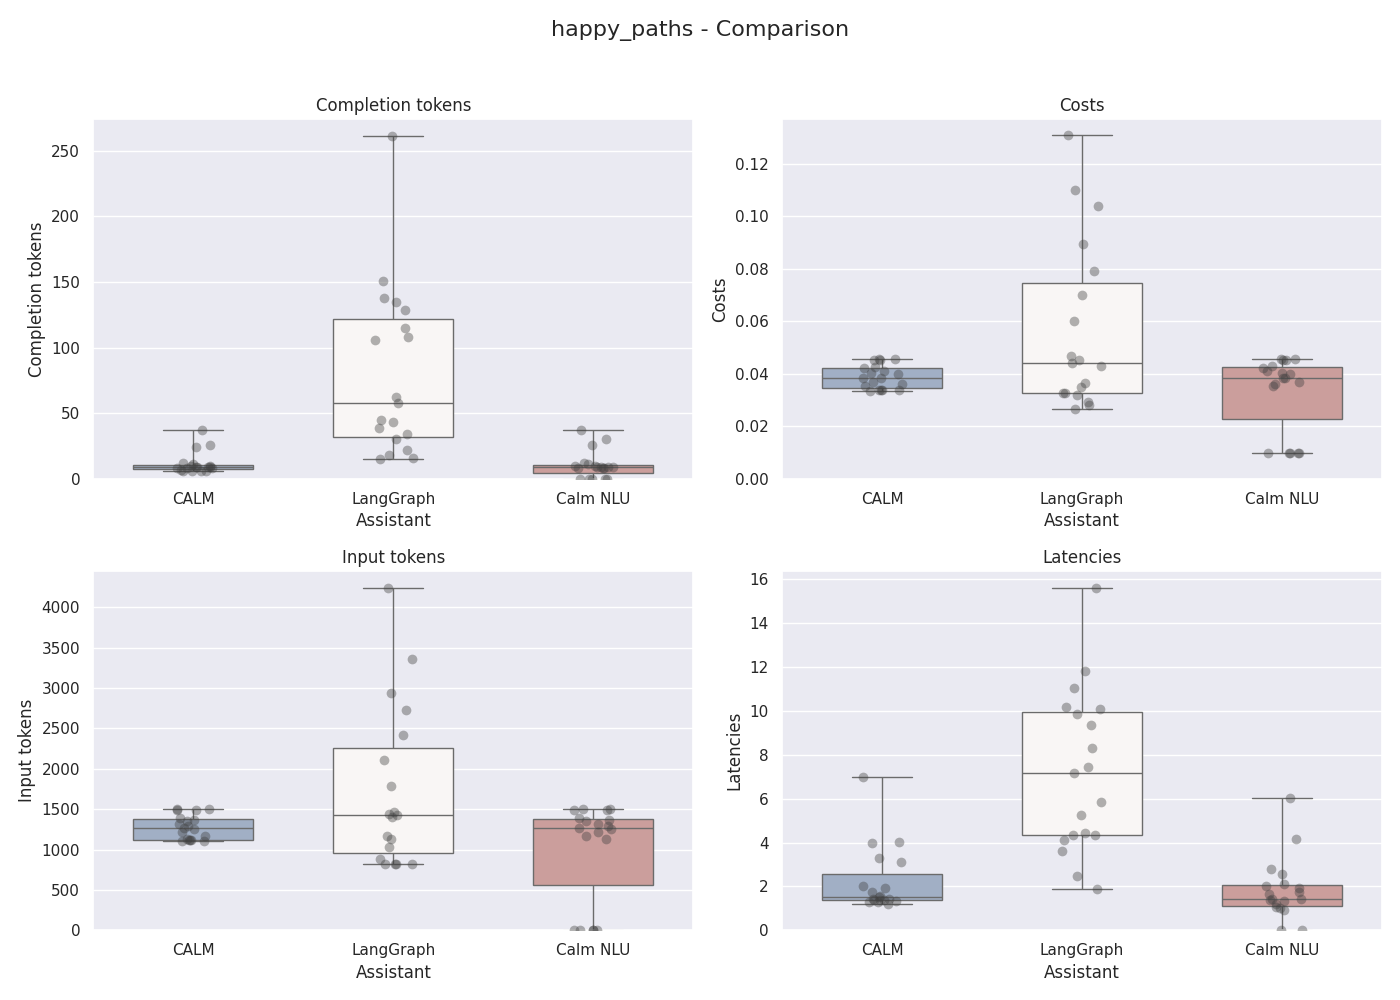 happy_paths - Comparison
Completion tokens
Completion tokens
250
200
150
100
50
0
CALM
LangGraph
Calm NLU
Assistant
Costs
Costs
0.12
0.10
0.08
0.06
0.04
0.02
0.00
CALM
LangGraph
Calm NLU
Assistant
Input tokens
Input tokens
4000
3500
3000
2500
2000
1500
1000
500
0
CALM
LangGraph
Calm NLU
Assistant
Latencies
Latencies
16
14
12
10
8
6
4
2
0
CALM
LangGraph
Calm NLU
Assistant